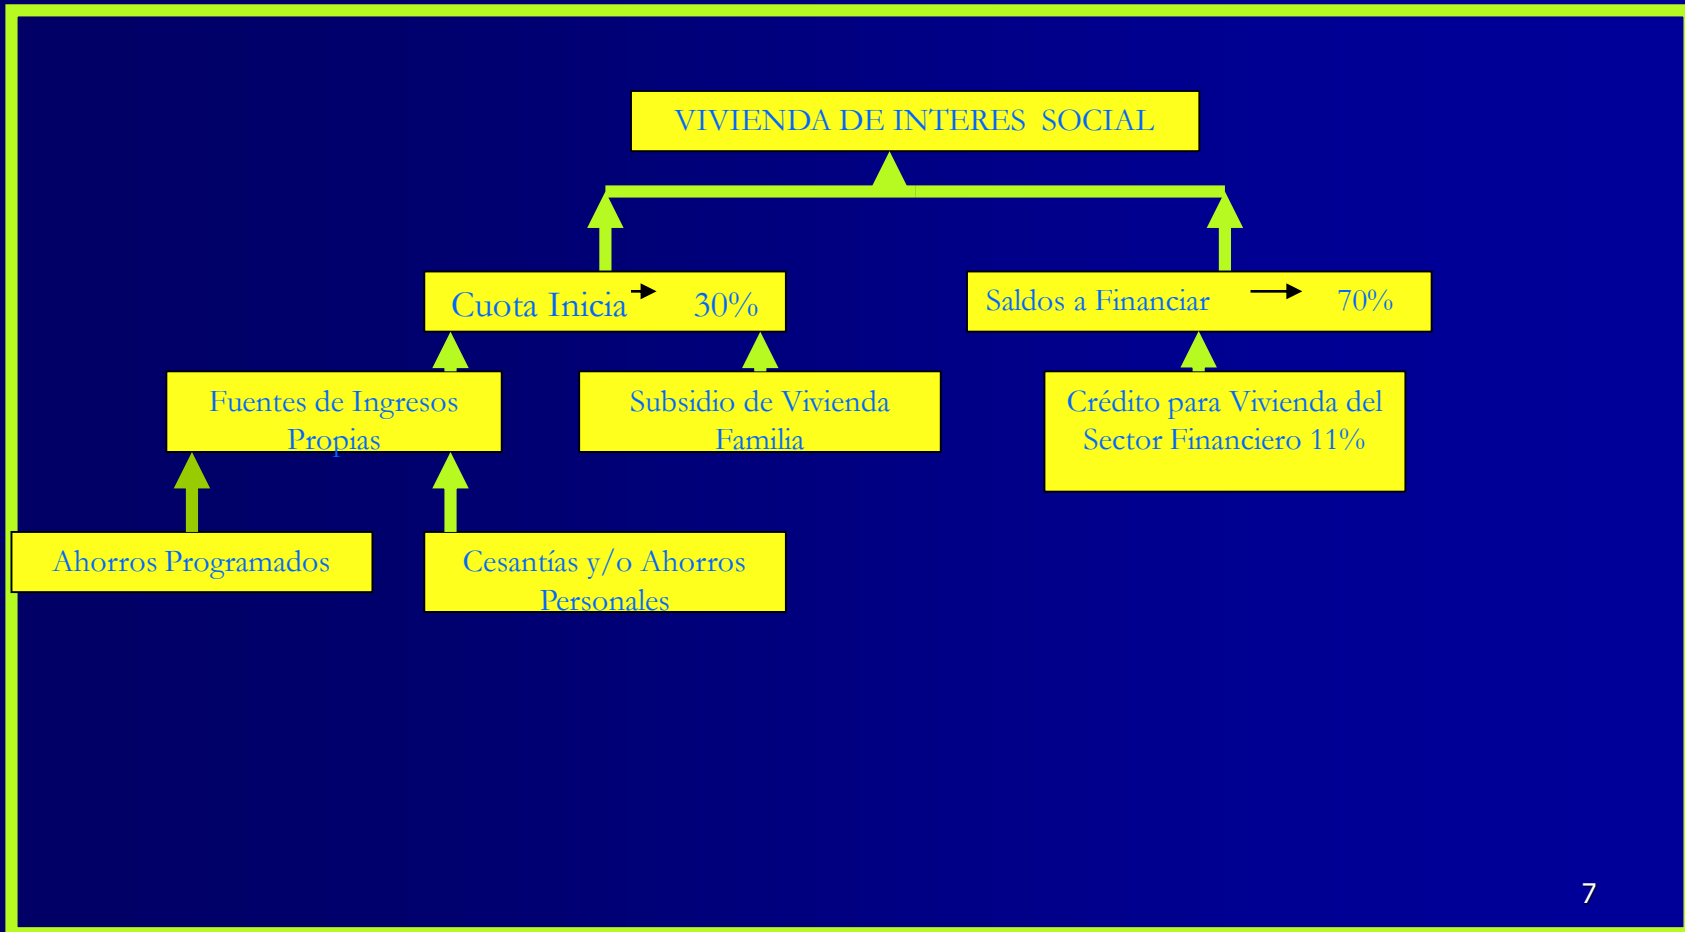 VIVIENDA DE INTERES SOCIAL
Cuota Inicia → 30%
Saldos a Financiar → 70%
Fuentes de Ingresos
Propias
Subsidio de Vivienda
Familia
Crédito para Vivienda del
Sector Financiero 11%
Ahorros Programados
Cesantías y/o Ahorros
Personales
7